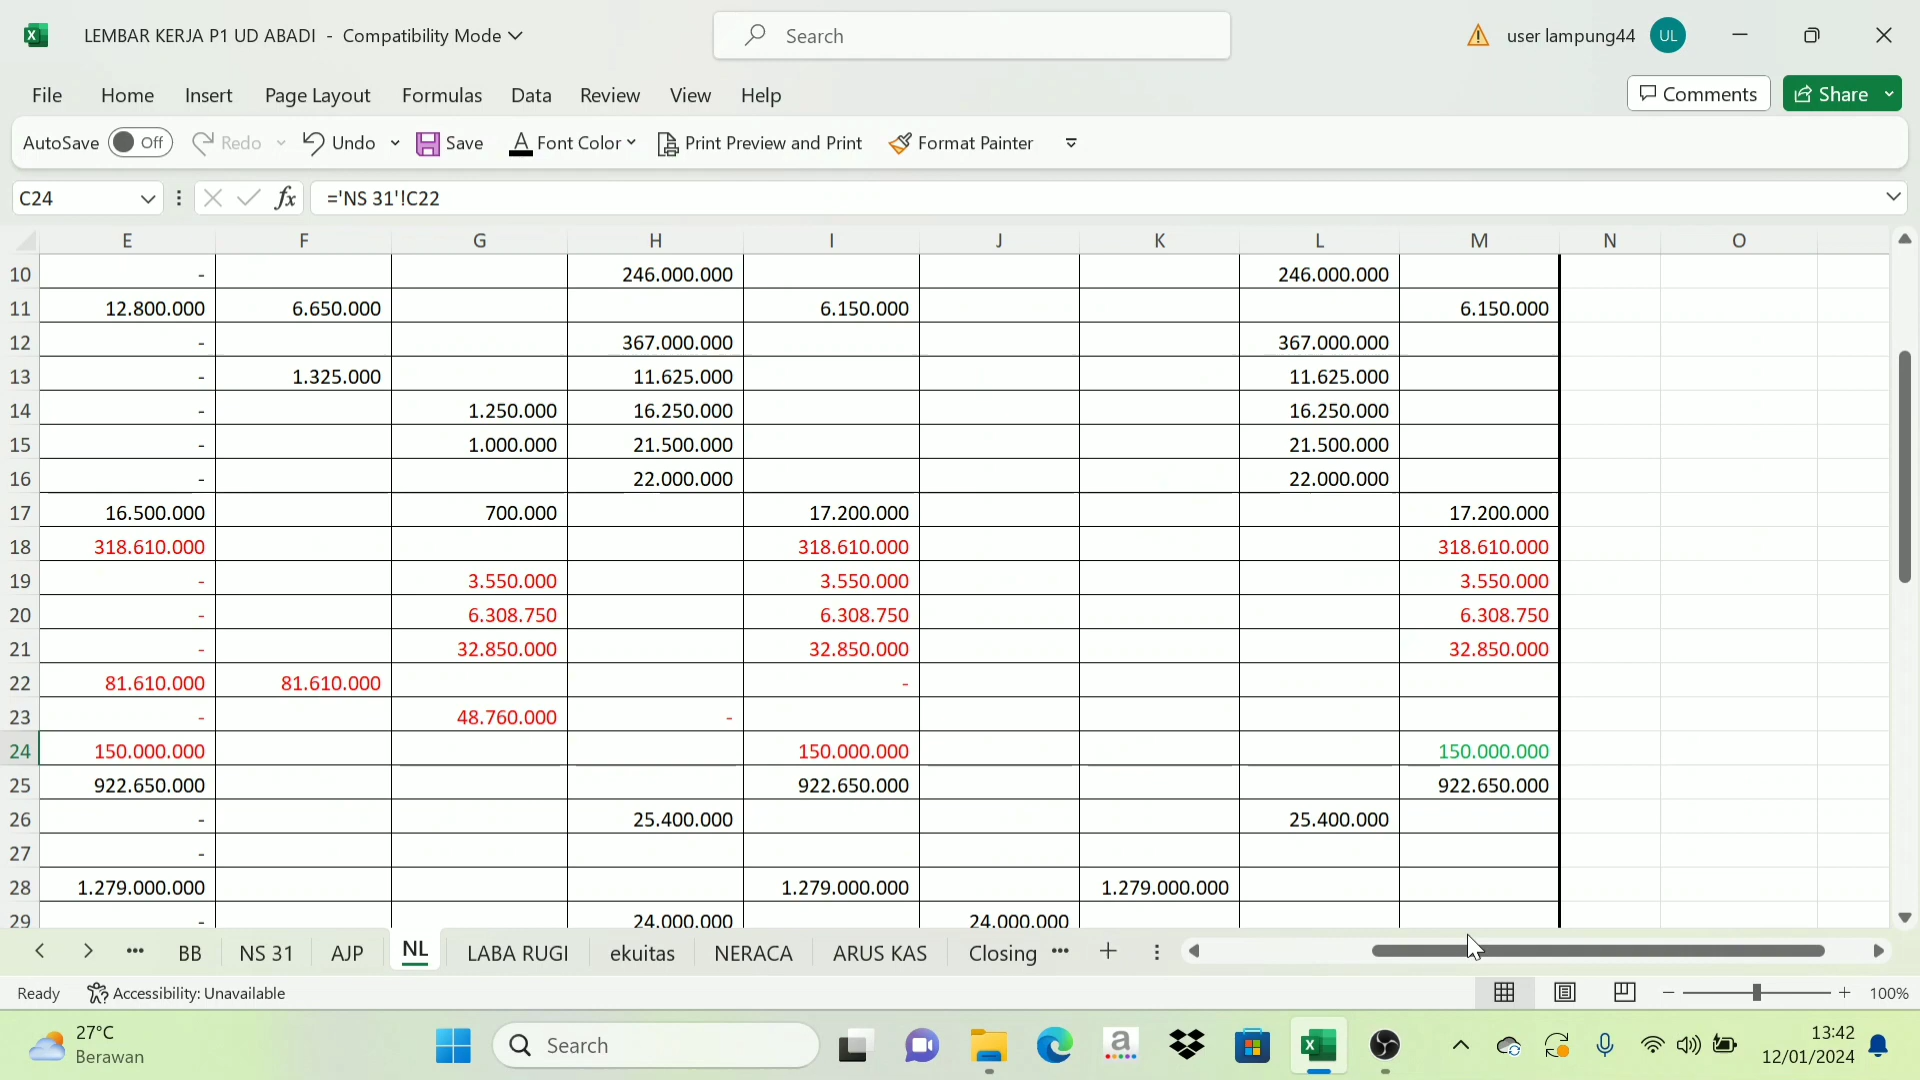 LEMBAR KERJA P1 UD ABADI - Compatibility Mode
Search
user lampung44
UL
File Home Insert Page Layout Formulas Data Review View Help
Comments
Share
AutoSave Off Redo Undo Save Font Color Print Preview and Print Format Painter
C24 fx ='NS 31'!C22
E F G H I J K L M N O
10 - 246.000.000 246.000.000
11 12.800.000 6.650.000 6.150.000 6.150.000
12 - 367.000.000 367.000.000
13 - 1.325.000 11.625.000 11.625.000
14 - 1.250.000 16.250.000 16.250.000
15 - 1.000.000 21.500.000 21.500.000
16 - 22.000.000 22.000.000
17 16.500.000 700.000 17.200.000 17.200.000
18 318.610.000 318.610.000 318.610.000
19 - 3.550.000 3.550.000 3.550.000
20 - 6.308.750 6.308.750 6.308.750
21 - 32.850.000 32.850.000 32.850.000
22 81.610.000 81.610.000 -
23 - 48.760.000 -
24 150.000.000 150.000.000 150.000.000
25 922.650.000 922.650.000 922.650.000
26 - 25.400.000 25.400.000
27 -
28 1.279.000.000 1.279.000.000 1.279.000.000
29 - 24.000.000 24.000.000
BB NS 31 AJP NL LABA RUGI ekuitas NERACA ARUS KAS Closing
Ready Accessibility: Unavailable 100%
27°C
Berawan
Search
a
13:42
12/01/2024